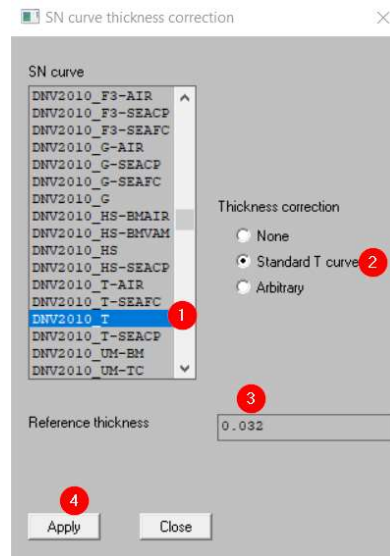 SN curve thickness correction
SN curve
DNV2010_F3-AIR
DNV2010_F3-SEACP
DNV2010_F3-SEAFC
DNV2010_G-AIR
DNV2010_G-SEACP
DNV2010_G-SEAFC
DNV2010_G
DNV2010_HS-BMAIR
DNV2010_HS-BMVAM
DNV2010_HS
DNV2010_HS-SEACP
DNV2010_T-AIR
DNV2010_T-SEAFC
DNV2010_T
1
DNV2010_T-SEACP
DNV2010_UM-BM
DNV2010_UM-TC
Thickness correction
None
Standard T curve
2
Arbitrary
3
Reference thickness
0.032
4
Apply
Close